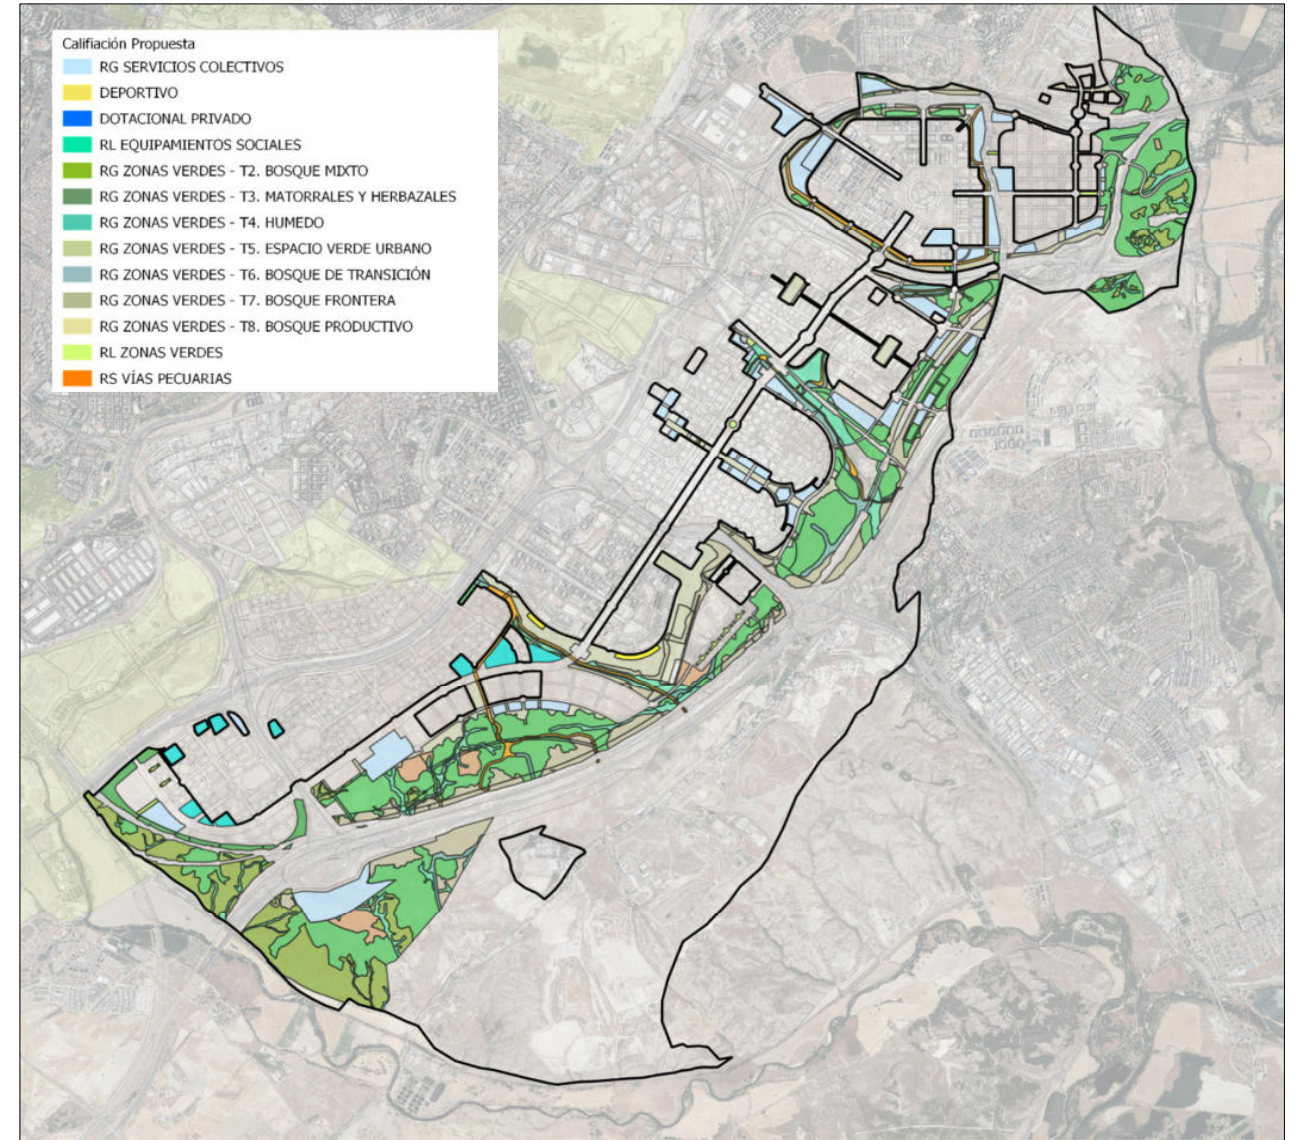 Califiación Propuesta
RG SERVICIOS COLECTIVOS
DEPORTIVO
DOTACIONAL PRIVADO
RL EQUIPAMIENTOS SOCIALES
RG ZONAS VERDES - T2. BOSQUE MIXTO
RG ZONAS VERDES - T3. MATORRALES Y HERBAZALES
RG ZONAS VERDES - T4. HUMEDO
RG ZONAS VERDES - T5. ESPACIO VERDE URBANO
RG ZONAS VERDES - T6. BOSQUE DE TRANSICIÓN
RG ZONAS VERDES - T7. BOSQUE FRONTERA
RG ZONAS VERDES - T8. BOSQUE PRODUCTIVO
RL ZONAS VERDES
RS VÍAS PECUARIAS